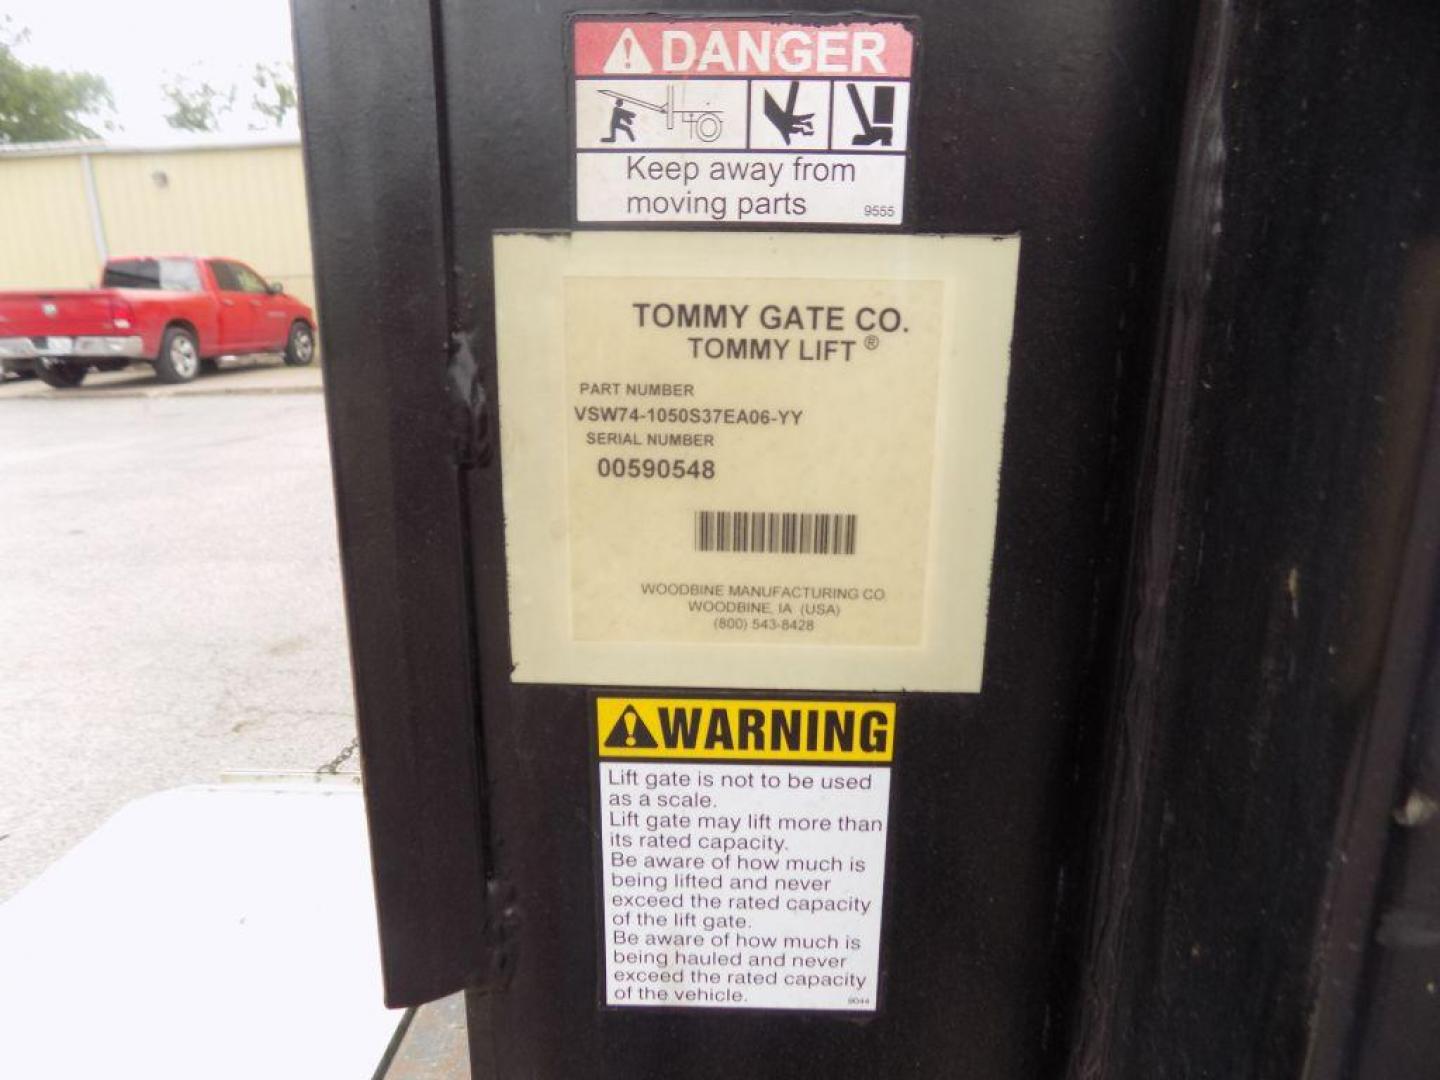 DANGER
Keep away from
moving parts
9555
TOMMY GATE CO.
TOMMY LIFT ®
PART NUMBER
VSW74-1050S37EA06-YY
SERIAL NUMBER
00590548
WOODBINE MANUFACTURING CO
WOODBINE, IA (USA)
(800) 543-8428
WARNING
Lift gate is not to be used
as a scale.
Lift gate may lift more than
its rated capacity.
Be aware of how much is
being lifted and never
exceed the rated capacity
of the lift gate.
Be aware of how much is
being hauled and never
exceed the rated capacity
of the vehicle.
9044